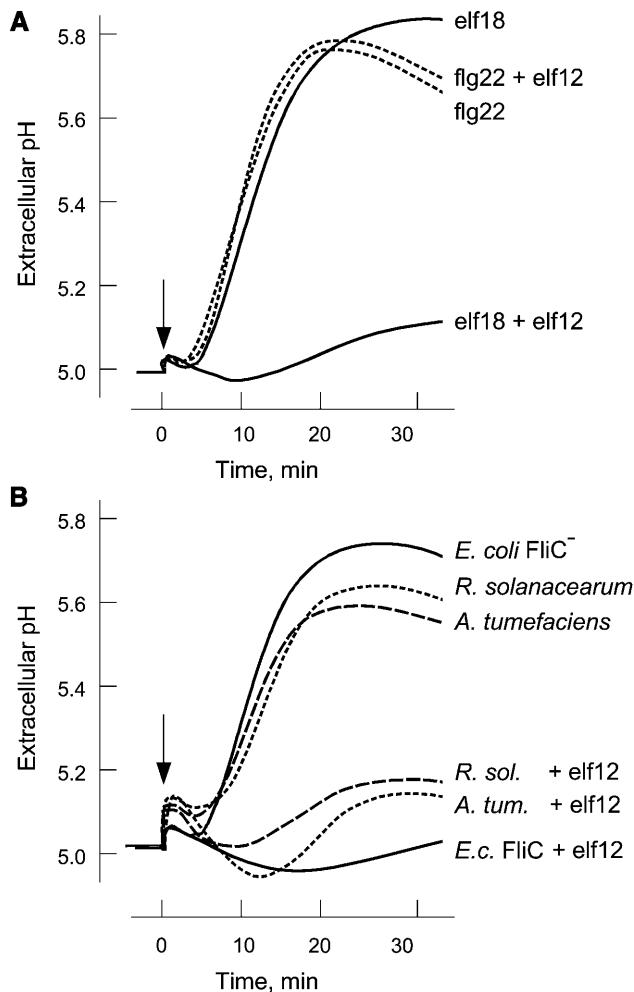 A
Extracellular pH
5.8
5.6
5.4
5.2
5.0
elf18
flg22 + elf12
flg22
elf18 + elf12
0 10 20 30
Time, min
B
Extracellular pH
5.8
5.6
5.4
5.2
5.0
E. coli FliC⁻
R. solanacearum
A. tumefaciens
R. sol. + elf12
A. tum. + elf12
E.c. FliC + elf12
0 10 20 30
Time, min